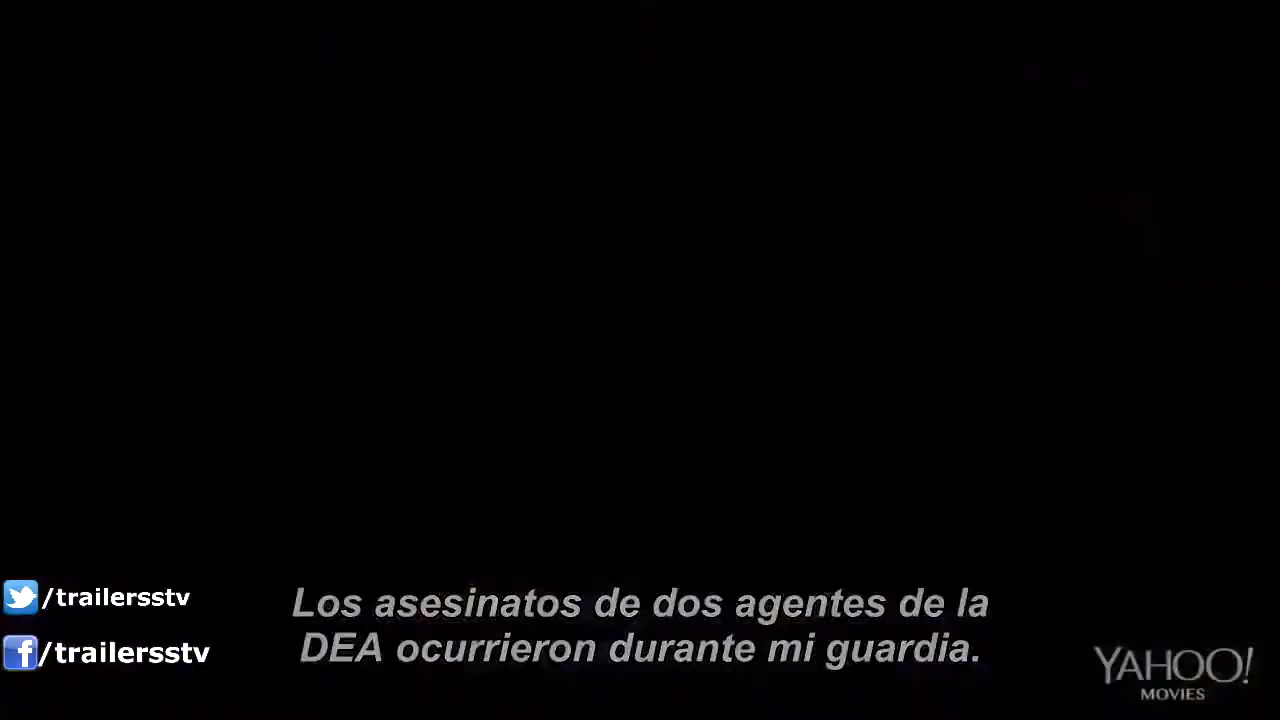 /trailersstv
Los asesinatos de dos agentes de la
DEA ocurrieron durante mi guardia.
/trailersstv
YAHOO!
MOVIES